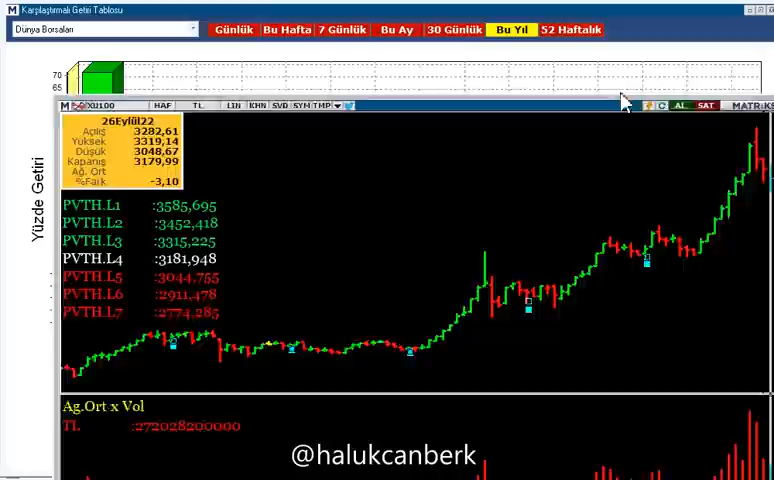 Karşılaştırmalı Getiri Tablosu
Dünya Borsaları
Günlük Bu Hafta 7 Günlük Bu Ay 30 Günlük Bu Yıl 52 Haftalık
70
65
Yüzde Getiri
XU100 HAF TL LIN KHN SVD SYM TMP AL SAT
26Eylül22
Açılış 3282,61
Yüksek 3319,14
Düşük 3048,67
Kapanış 3179,99
Ağ. Ort
%Fark -3,10
PVTH.L1 :3585,695
PVTH.L2 :3452,418
PVTH.L3 :3315,225
PVTH.L4 :3181,948
PVTH.L5 :3044,755
PVTH.L6 :2911,478
PVTH.L7 :2774,285
Ag.Ort x Vol
TL :272028200000
@halukcanberk